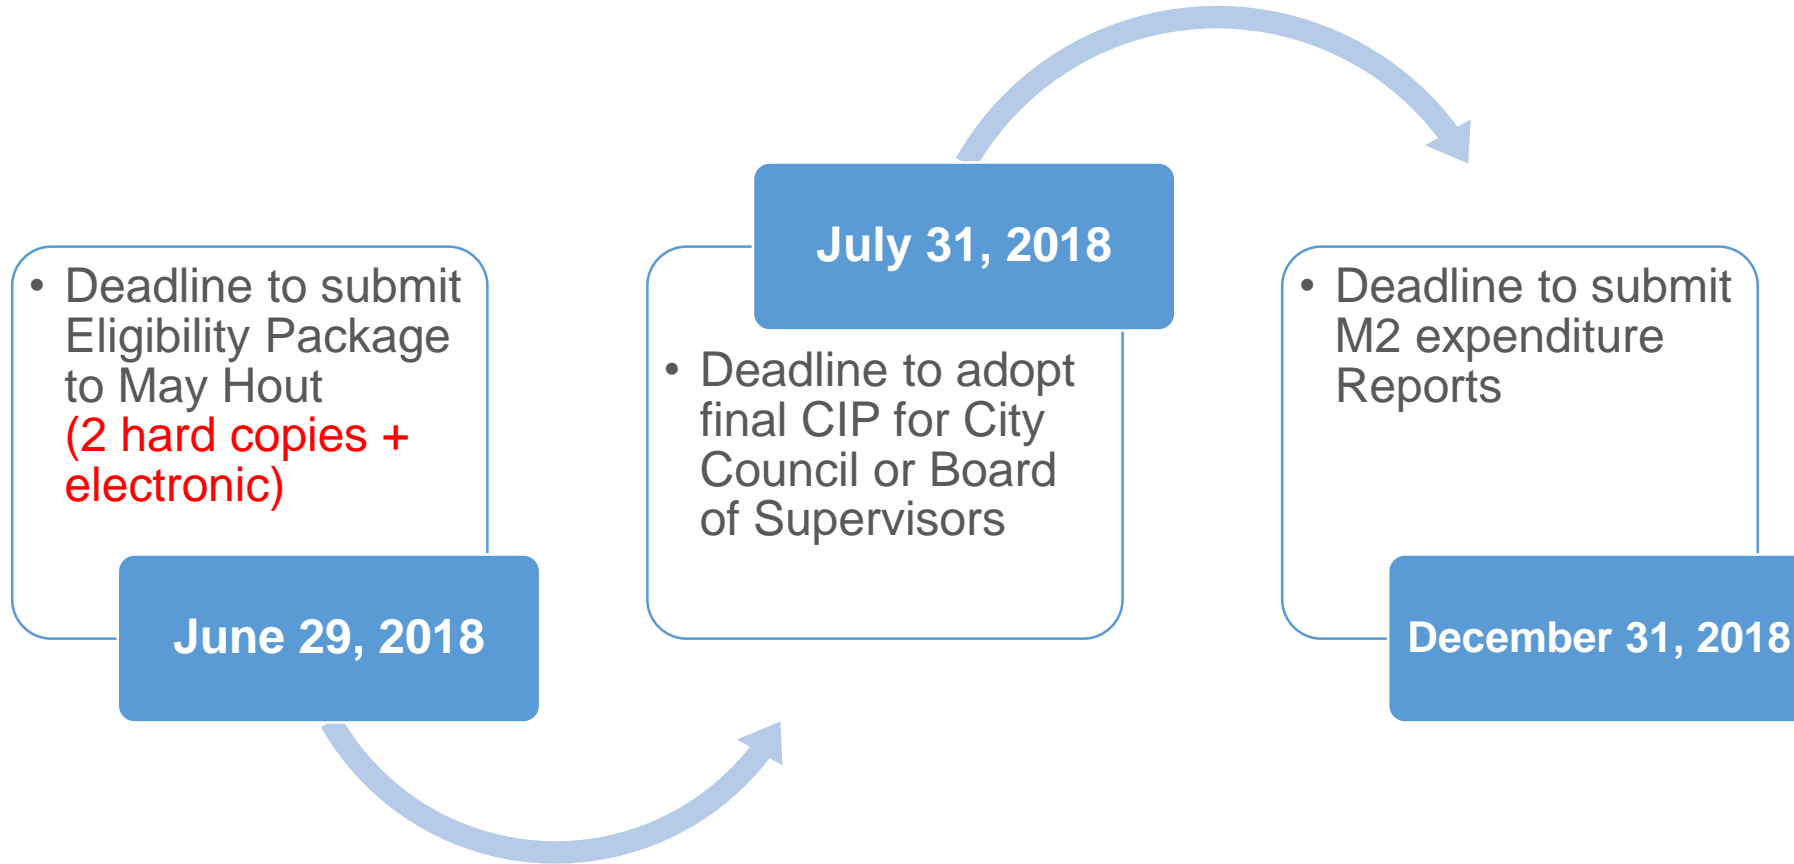 • Deadline to submit
Eligibility Package
to May Hout
(2 hard copies +
electronic)
June 29, 2018
July 31, 2018
• Deadline to adopt
final CIP for City
Council or Board
of Supervisors
• Deadline to submit
M2 expenditure
Reports
December 31, 2018